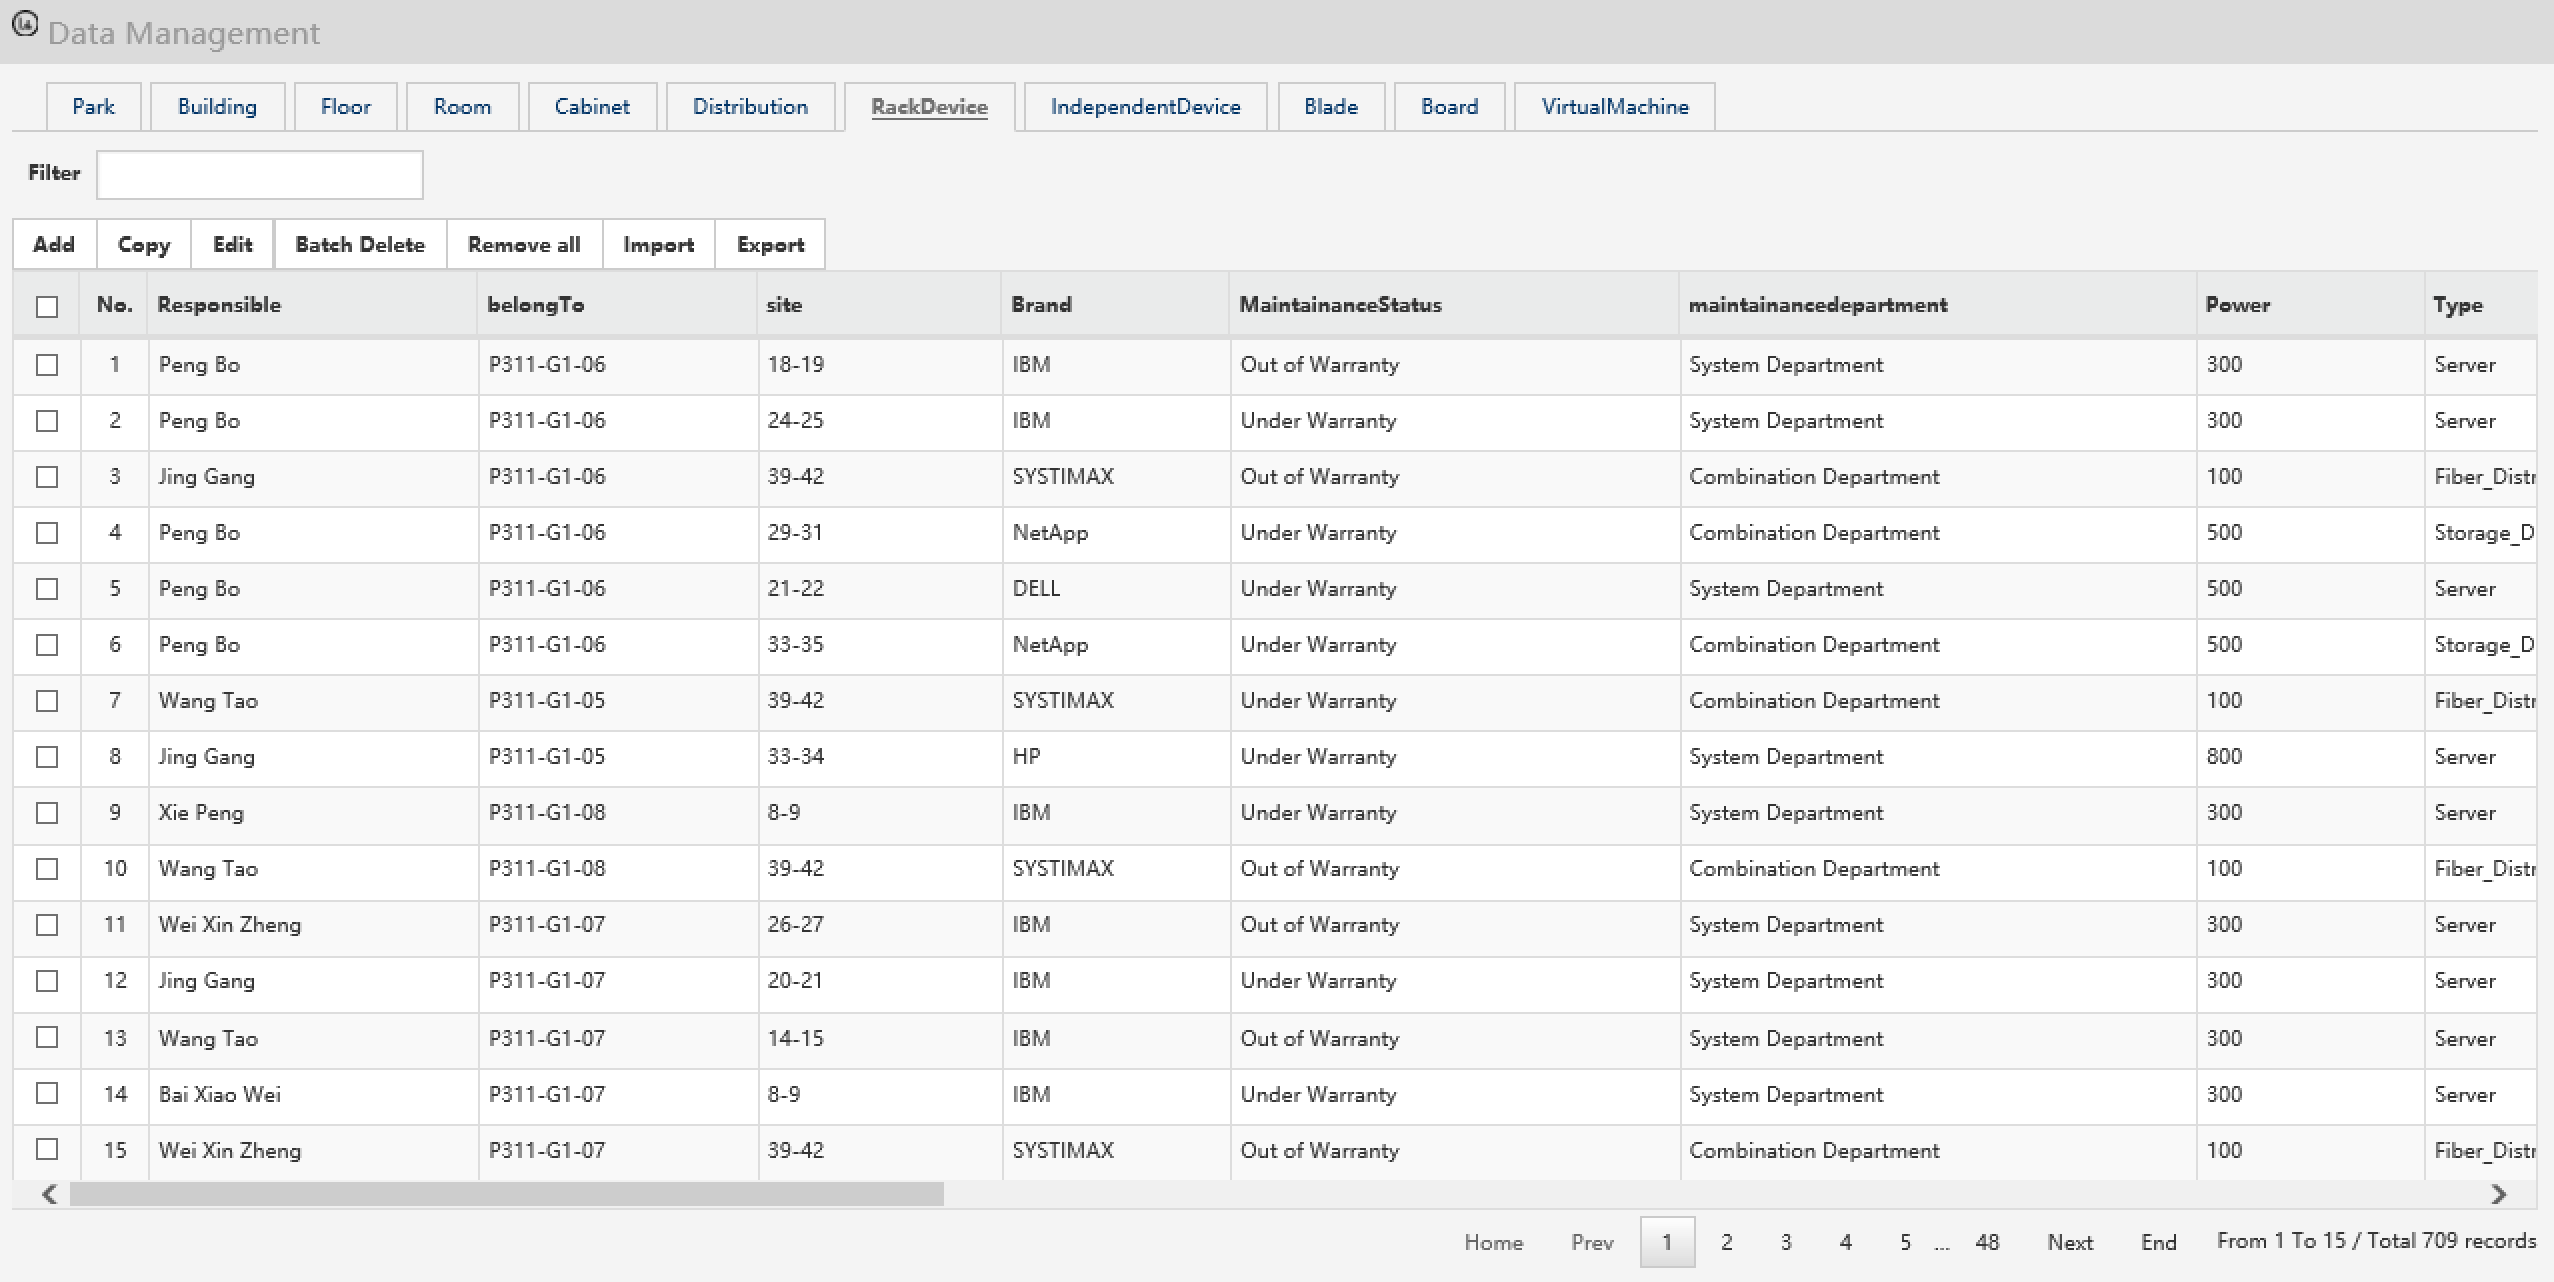 Data Management
Park Building Floor Room Cabinet Distribution RackDevice IndependentDevice Blade Board VirtualMachine
Filter
Add Copy Edit Batch Delete Remove all Import Export
No. Responsible belongTo site Brand MaintainanceStatus maintainancedepartment Power Type
1 Peng Bo P311-G1-06 18-19 IBM Out of Warranty System Department 300 Server
2 Peng Bo P311-G1-06 24-25 IBM Under Warranty System Department 300 Server
3 Jing Gang P311-G1-06 39-42 SYSTIMAX Out of Warranty Combination Department 100 Fiber_Distr
4 Peng Bo P311-G1-06 29-31 NetApp Under Warranty Combination Department 500 Storage_D
5 Peng Bo P311-G1-06 21-22 DELL Under Warranty System Department 500 Server
6 Peng Bo P311-G1-06 33-35 NetApp Under Warranty Combination Department 500 Storage_D
7 Wang Tao P311-G1-05 39-42 SYSTIMAX Under Warranty Combination Department 100 Fiber_Distr
8 Jing Gang P311-G1-05 33-34 HP Under Warranty System Department 800 Server
9 Xie Peng P311-G1-08 8-9 IBM Under Warranty System Department 300 Server
10 Wang Tao P311-G1-08 39-42 SYSTIMAX Out of Warranty Combination Department 100 Fiber_Distr
11 Wei Xin Zheng P311-G1-07 26-27 IBM Out of Warranty System Department 300 Server
12 Jing Gang P311-G1-07 20-21 IBM Under Warranty System Department 300 Server
13 Wang Tao P311-G1-07 14-15 IBM Out of Warranty System Department 300 Server
14 Bai Xiao Wei P311-G1-07 8-9 IBM Under Warranty System Department 300 Server
15 Wei Xin Zheng P311-G1-07 39-42 SYSTIMAX Out of Warranty Combination Department 100 Fiber_Distr
Home Prev 1 2 3 4 5 ... 48 Next End From 1 To 15 / Total 709 records